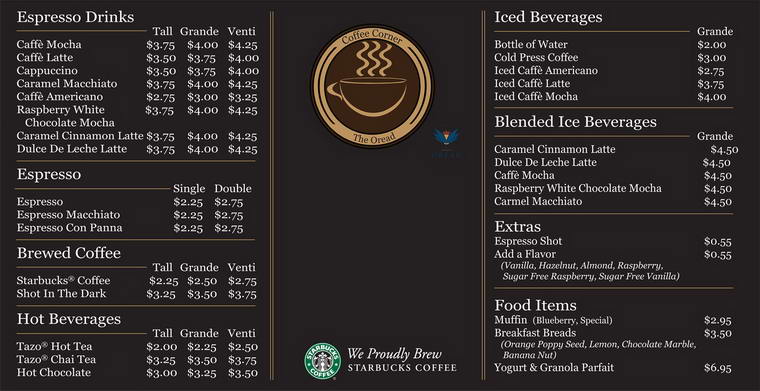 Espresso Drinks
Tall Grande Venti
Caffè Mocha $3.75 $4.00 $4.25
Caffè Latte $3.50 $3.75 $4.00
Cappuccino $3.50 $3.75 $4.00
Caramel Macchiato $3.75 $4.00 $4.25
Caffè Americano $2.75 $3.00 $3.25
Raspberry White $3.75 $4.00 $4.25
Chocolate Mocha
Caramel Cinnamon Latte $3.75 $4.00 $4.25
Dulce De Leche Latte $3.75 $4.00 $4.25
Espresso
Single Double
Espresso $2.25 $2.75
Espresso Macchiato $2.25 $2.75
Espresso Con Panna $2.25 $2.75
Brewed Coffee
Tall Grande Venti
Starbucks® Coffee $2.25 $2.50 $2.75
Shot In The Dark $3.25 $3.50 $3.75
Hot Beverages
Tall Grande Venti
Tazo® Hot Tea $2.00 $2.25 $2.50
Tazo® Chai Tea $3.25 $3.50 $3.75
Hot Chocolate $3.00 $3.25 $3.50
Coffee Corner
The Oread
STARBUCKS COFFEE
We Proudly Brew
STARBUCKS COFFEE
Iced Beverages
Grande
Bottle of Water $2.00
Cold Press Coffee $3.00
Iced Caffè Americano $2.75
Iced Caffè Latte $3.75
Iced Caffè Mocha $4.00
Blended Ice Beverages
Grande
Caramel Cinnamon Latte $4.50
Dulce De Leche Latte $4.50
Caffè Mocha $4.50
Raspberry White Chocolate Mocha $4.50
Carmel Macchiato $4.50
Extras
Espresso Shot $0.55
Add a Flavor $0.55
(Vanilla, Hazelnut, Almond, Raspberry,
Sugar Free Raspberry, Sugar Free Vanilla)
Food Items
Muffin (Blueberry, Special) $2.95
Breakfast Breads $3.50
(Orange Poppy Seed, Lemon, Chocolate Marble,
Banana Nut)
Yogurt & Granola Parfait $6.95